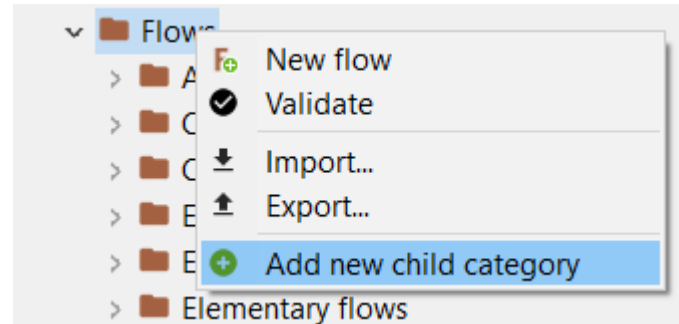 Flows
New flow
Validate
Import...
Export...
Add new child category
Elementary flows